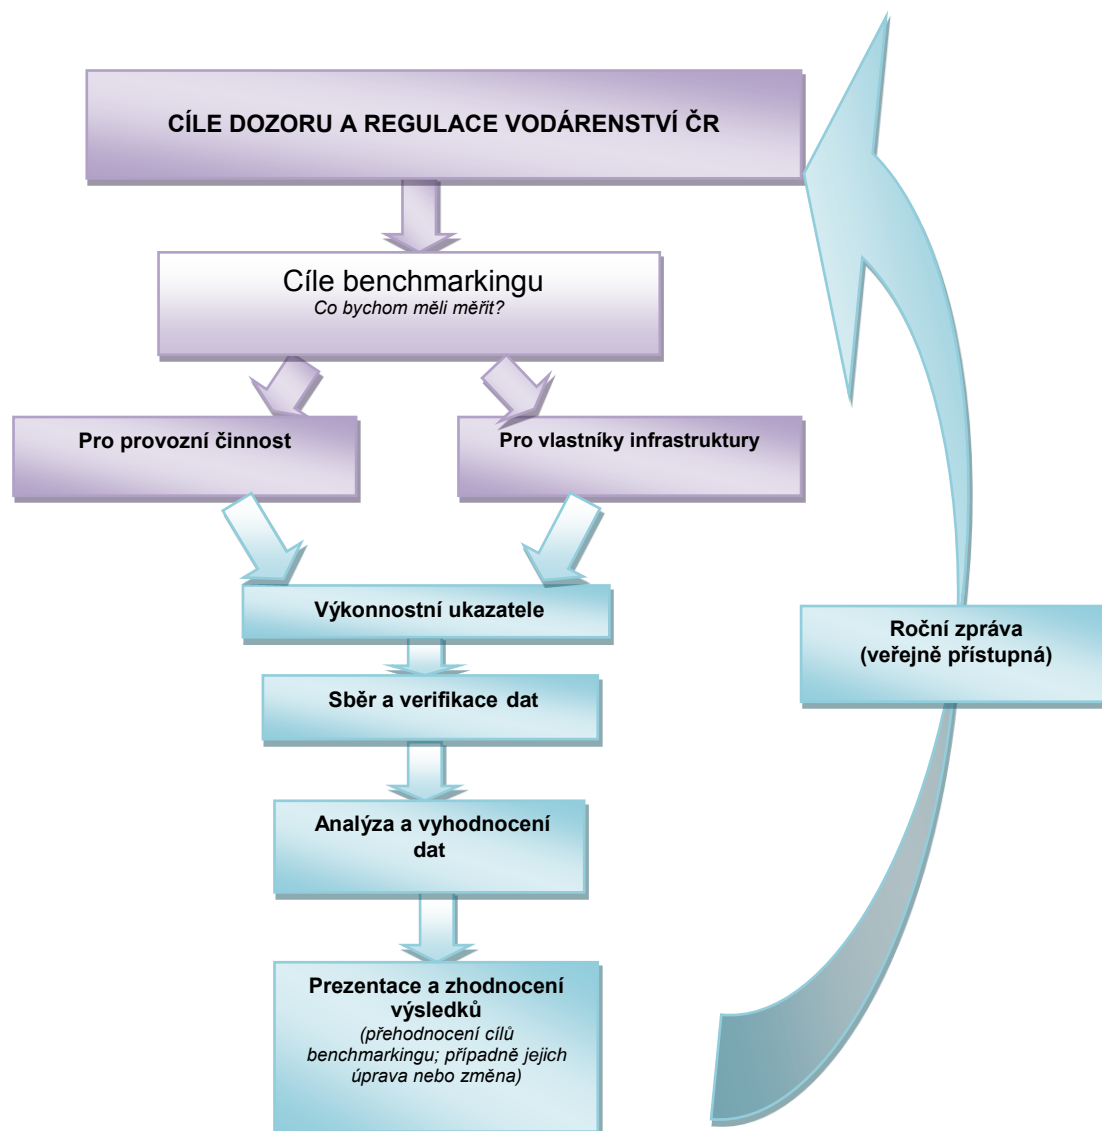 CÍLE DOZORU A REGULACE VODÁRENSTVÍ ČR
Cíle benchmarkingu
Co bychom měli měřit?
Pro provozní činnost
Pro vlastníky infrastruktury
Výkonnostní ukazatele
Sběr a verifikace dat
Analýza a vyhodnocení
dat
Prezentace a zhodnocení
výsledků
(přehodnocení cílů
benchmarkingu; případně jejich
úprava nebo změna)
Roční zpráva
(veřejně přístupná)